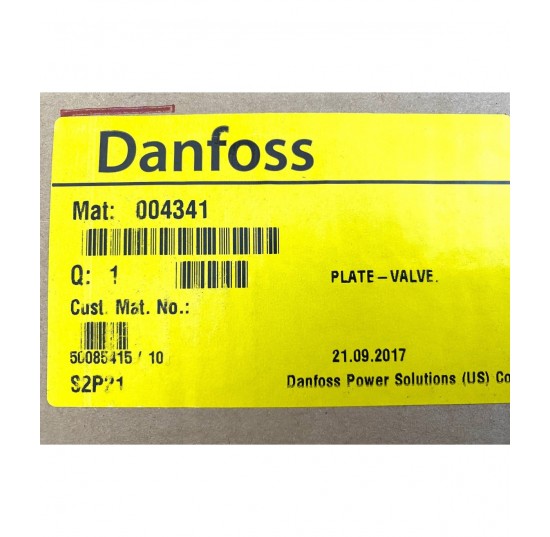 Danfoss
Mat: 004341
Q: 1
PLATE-VALVE.
Cust. Mat. No.:
50085415 / 10
21.09.2017
S2P21
Danfoss Power Solutions (US) Co